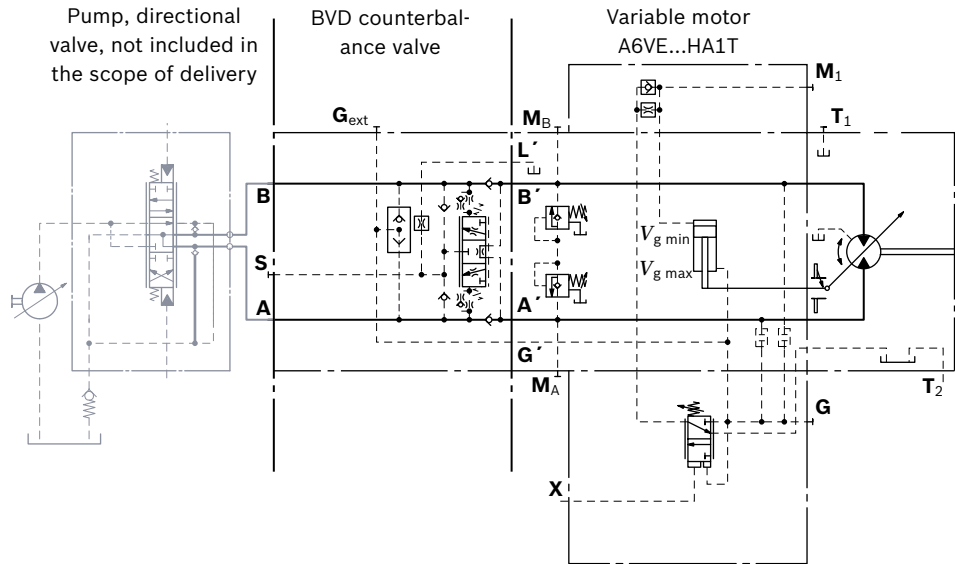 Pump, directional
valve, not included in
the scope of delivery
BVD counterbal-
ance valve
Variable motor
A6VE...HA1T
M1
Gext
MB
T1
L´
B
B´
Vg min
S
Vg max
A
A´
G´
MA
T2
G
X